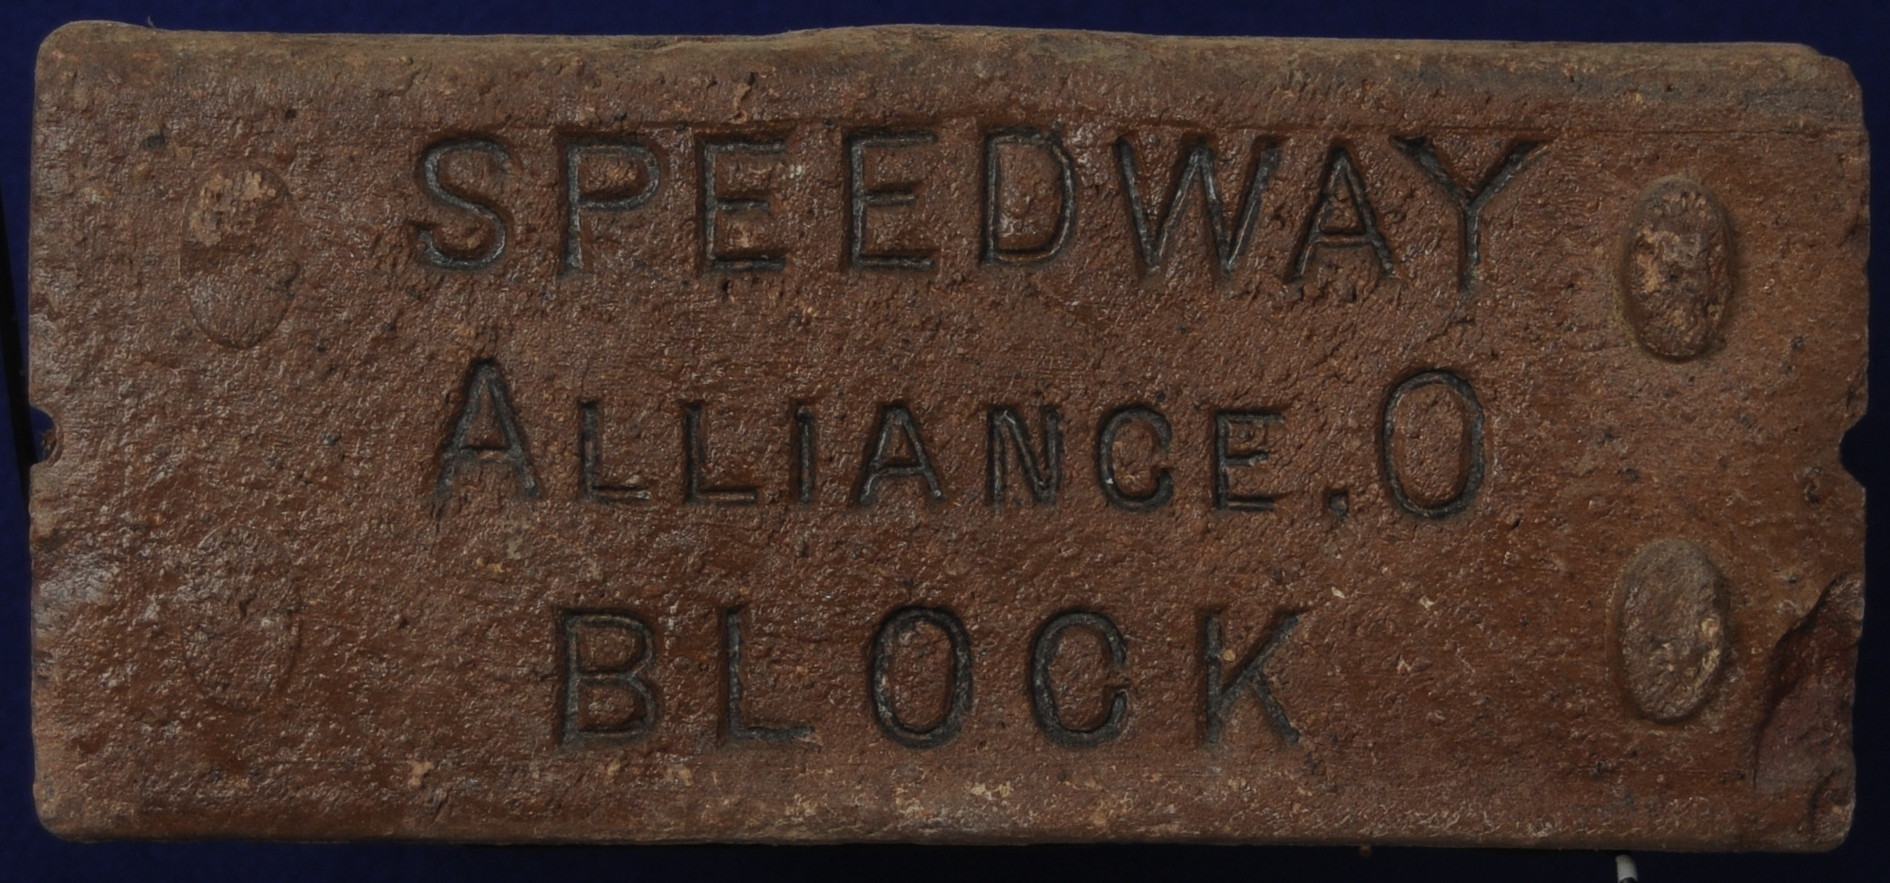 SPEEDWAY
ALLIANCE, O
BLOCK